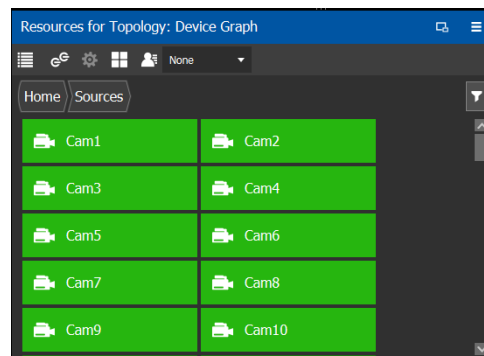 Resources for Topology: Device Graph
None
Home Sources
Cam1 Cam2
Cam3 Cam4
Cam5 Cam6
Cam7 Cam8
Cam9 Cam10